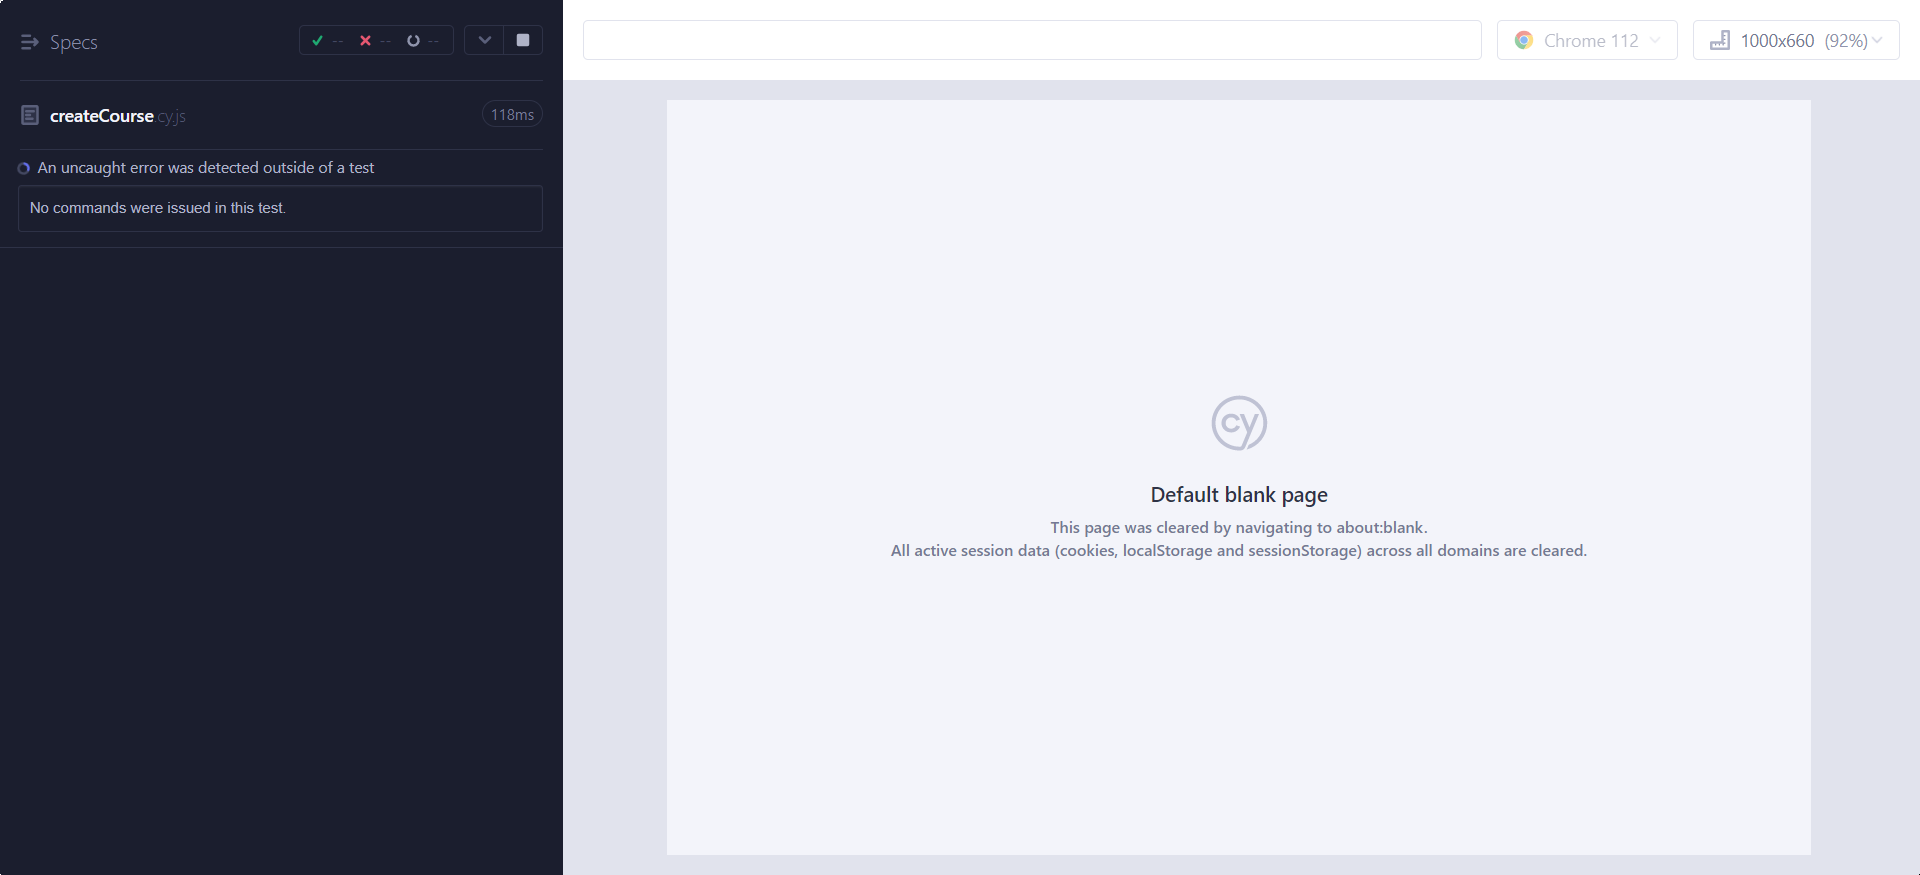 Specs
-- -- --
createCourse.cy.js
118ms
An uncaught error was detected outside of a test
No commands were issued in this test.
Chrome 112
1000x660 (92%)
cy
Default blank page
This page was cleared by navigating to about:blank.
All active session data (cookies, localStorage and sessionStorage) across all domains are cleared.